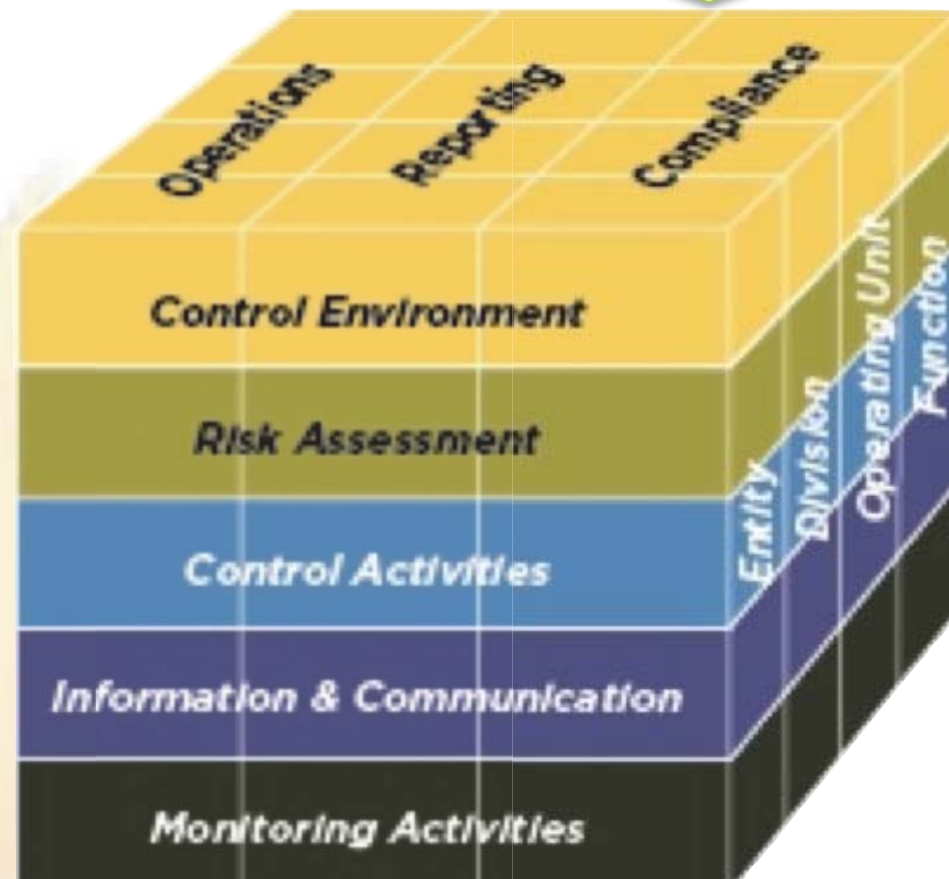 Operations
Reporting
Compliance
Control Environment
Risk Assessment
Control Activities
Information & Communication
Monitoring Activities
Entity
Division
Operating Unit
Function